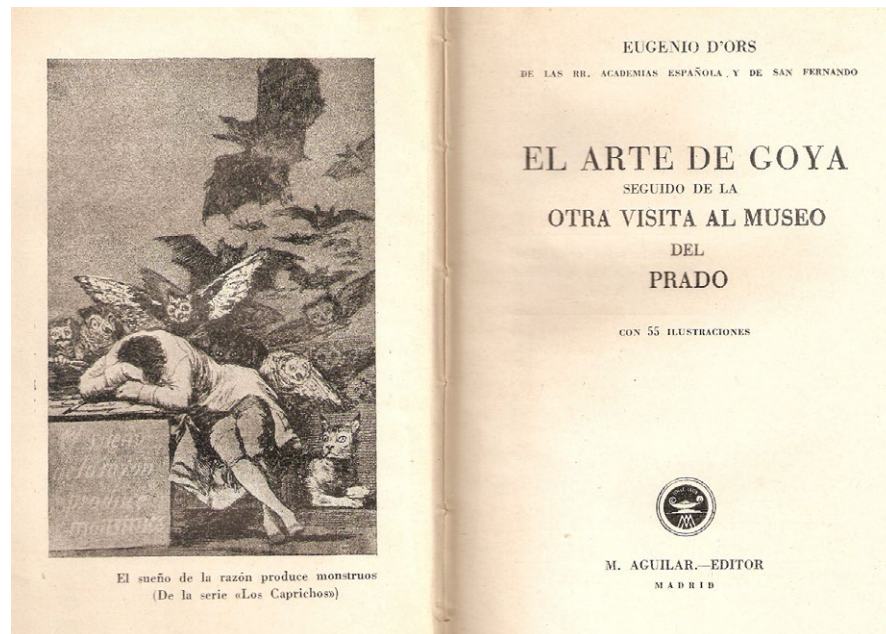 El sueño de la razón produce monstruos
(De la serie «Los Caprichos»)
EUGENIO D'ORS
DE LAS RR. ACADEMIAS ESPAÑOLA Y DE SAN FERNANDO
EL ARTE DE GOYA
SEGUIDO DE LA
OTRA VISITA AL MUSEO
DEL
PRADO
CON 55 ILUSTRACIONES
M. AGUILAR.—EDITOR
MADRID